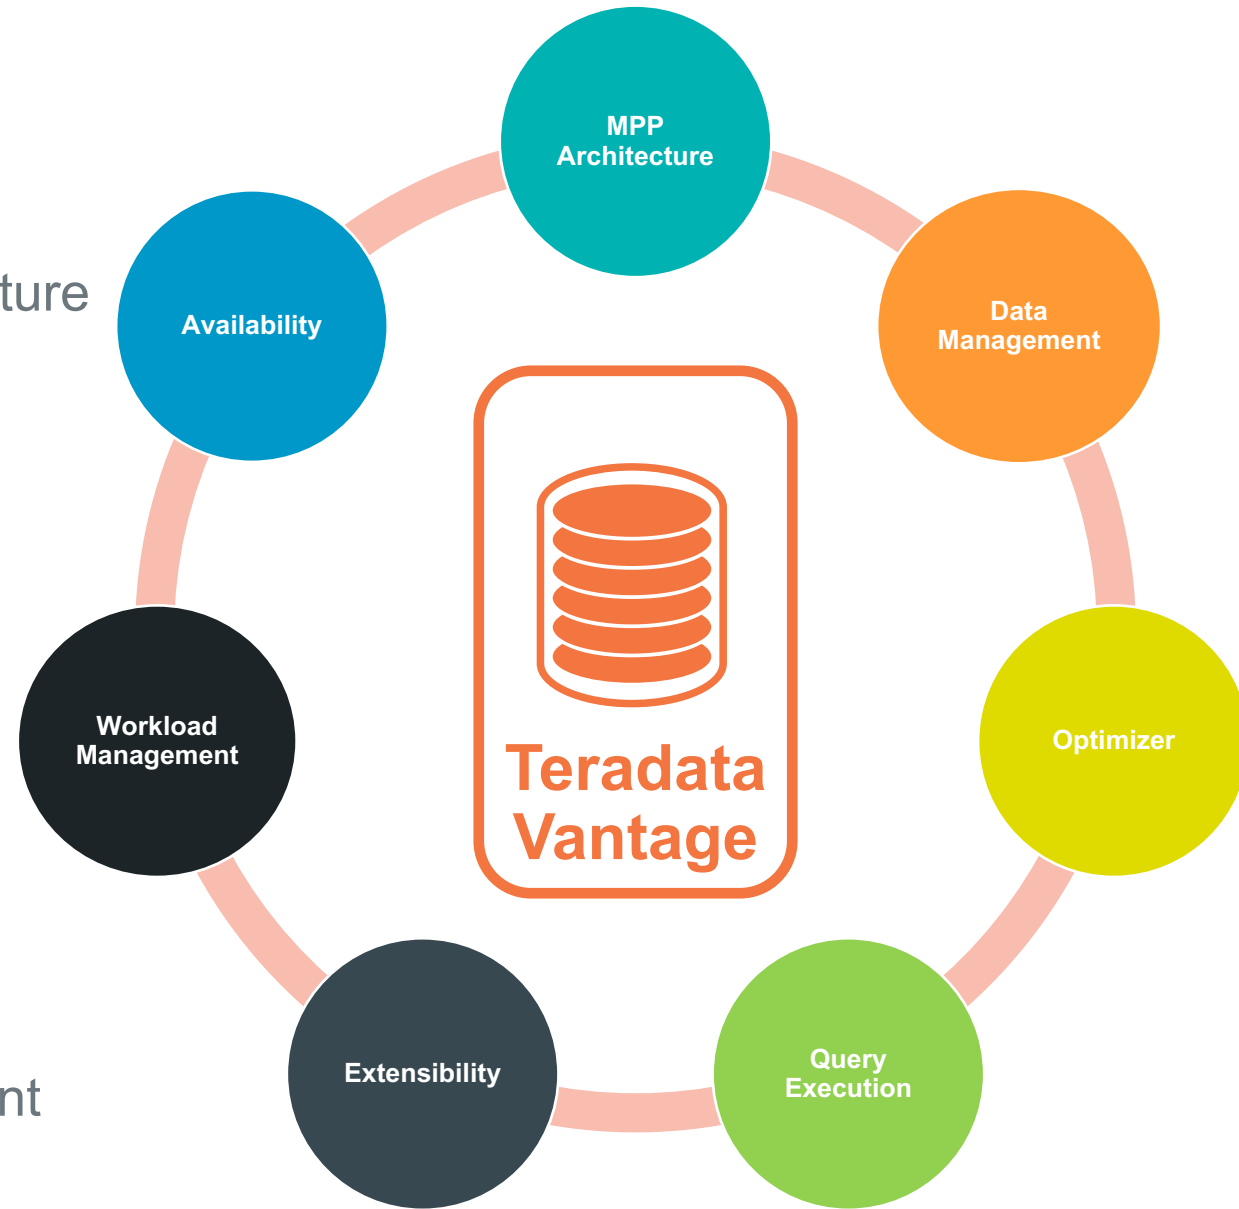 MPP
Architecture
ture
Availability
Data
Management
Workload
Management
Teradata
Vantage
Optimizer
Extensibility
Query
Execution
nt